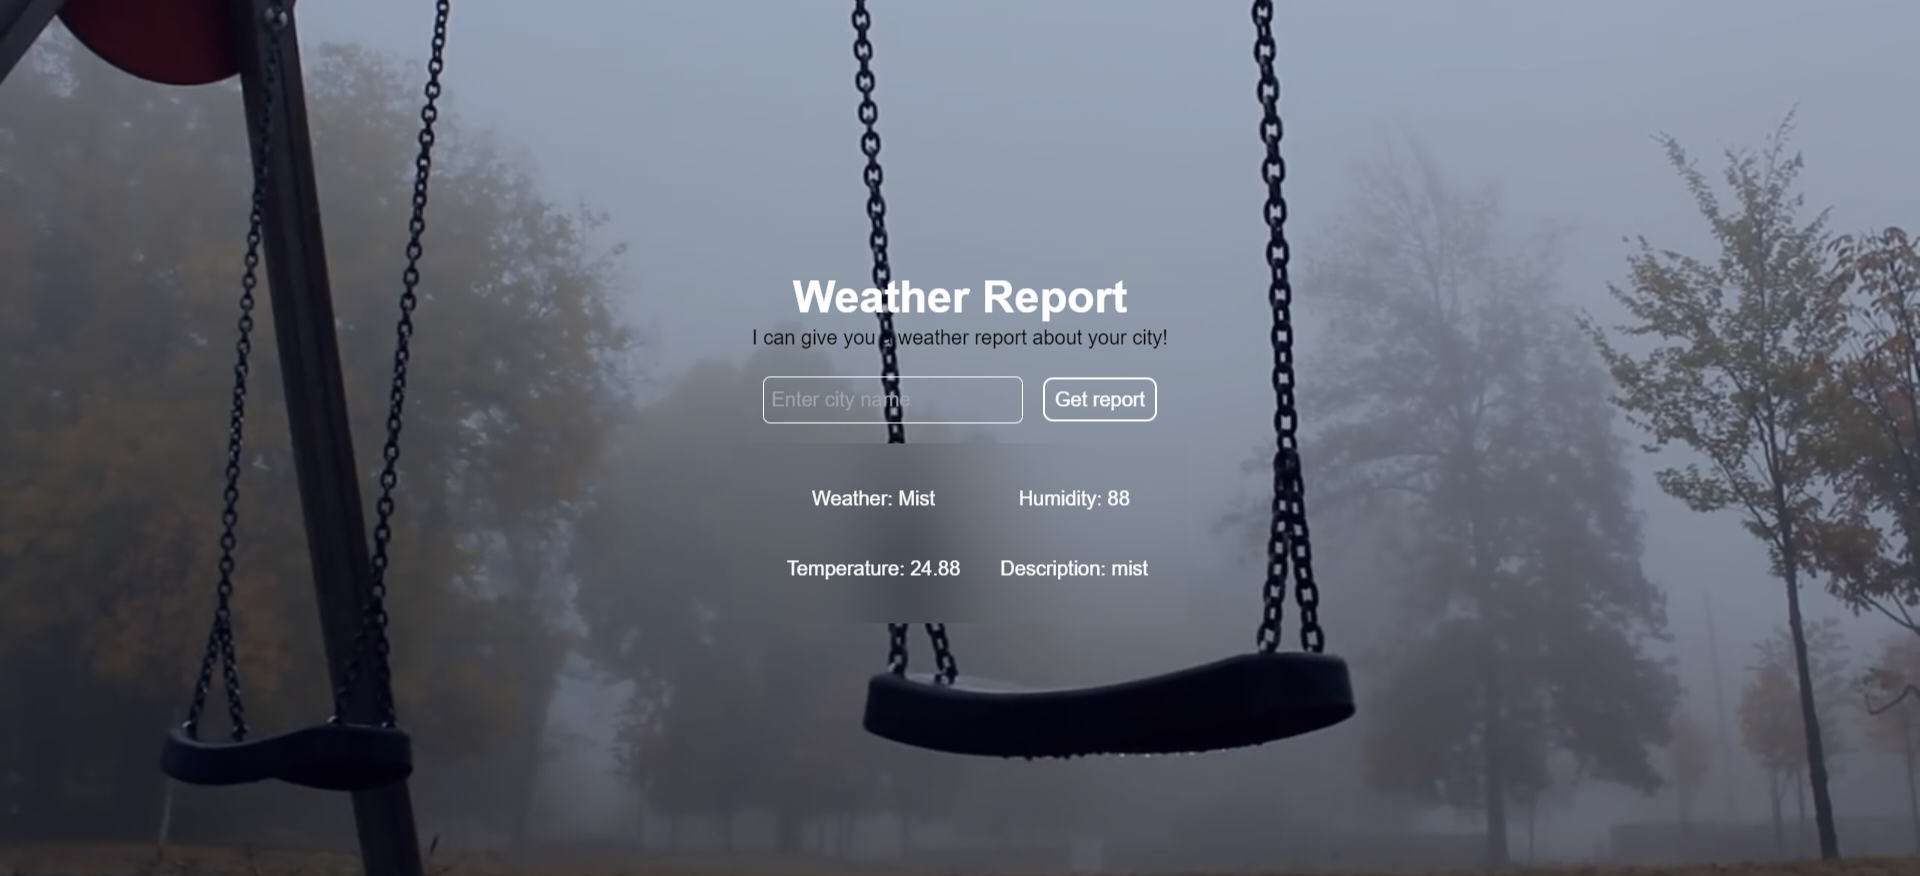 Weather Report
I can give you a weather report about your city!
Enter city name
Get report
Weather: Mist
Humidity: 88
Temperature: 24.88
Description: mist